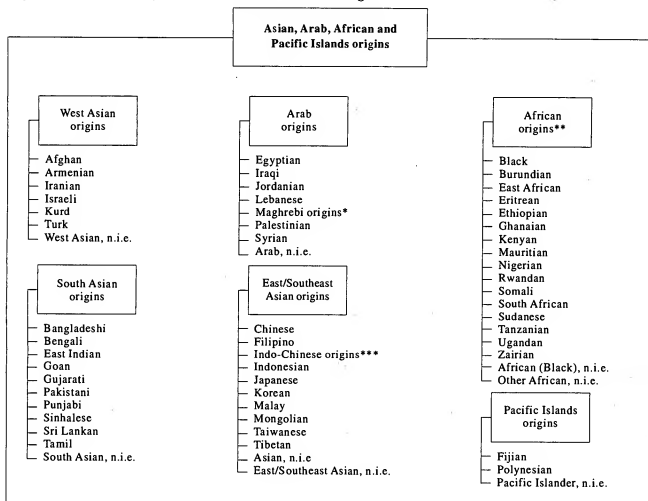 Asian, Arab, African and
Pacific Islands origins
West Asian
origins
Afghan
Armenian
Iranian
Israeli
Kurd
Turk
West Asian, n.i.e.
Arab
origins
Egyptian
Iraqi
Jordanian
Lebanese
Maghrebi origins*
Palestinian
Syrian
Arab, n.i.e.
African
origins**
Black
Burundian
East African
Eritrean
Ethiopian
Ghanaian
Kenyan
Mauritian
Nigerian
Rwandan
Somali
South African
Sudanese
Tanzanian
Ugandan
Zairian
African (Black), n.i.e.
Other African, n.i.e.
South Asian
origins
Bangladeshi
Bengali
East Indian
Goan
Gujarati
Pakistani
Punjabi
Sinhalese
Sri Lankan
Tamil
South Asian, n.i.e.
East/Southeast
Asian origins
Chinese
Filipino
Indo-Chinese origins***
Indonesian
Japanese
Korean
Malay
Mongolian
Taiwanese
Tibetan
Asian, n.i.e
East/Southeast Asian, n.i.e.
Pacific Islands
origins
Fijian
Polynesian
Pacific Islander, n.i.e.